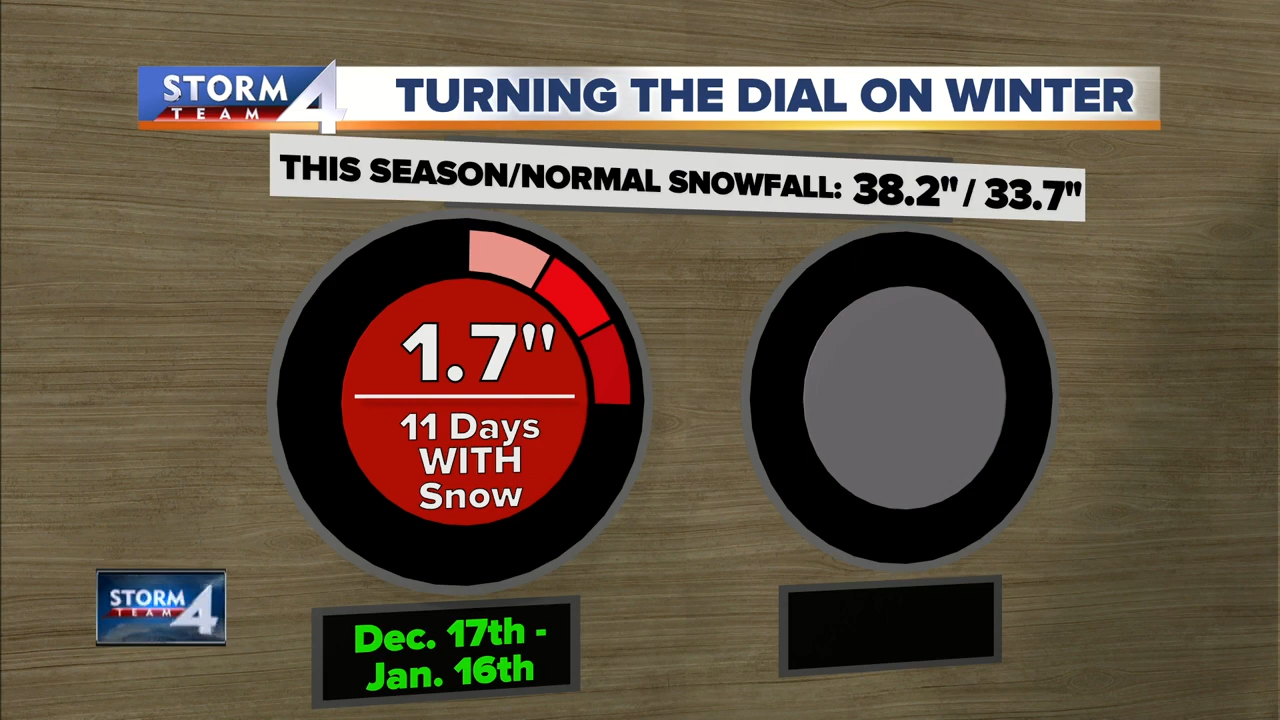 STORM
TEAM 4
TURNING THE DIAL ON WINTER
THIS SEASON/NORMAL SNOWFALL: 38.2" / 33.7"
1.7"
11 Days
WITH
Snow
STORM
TEAM 4
Dec. 17th -
Jan. 16th